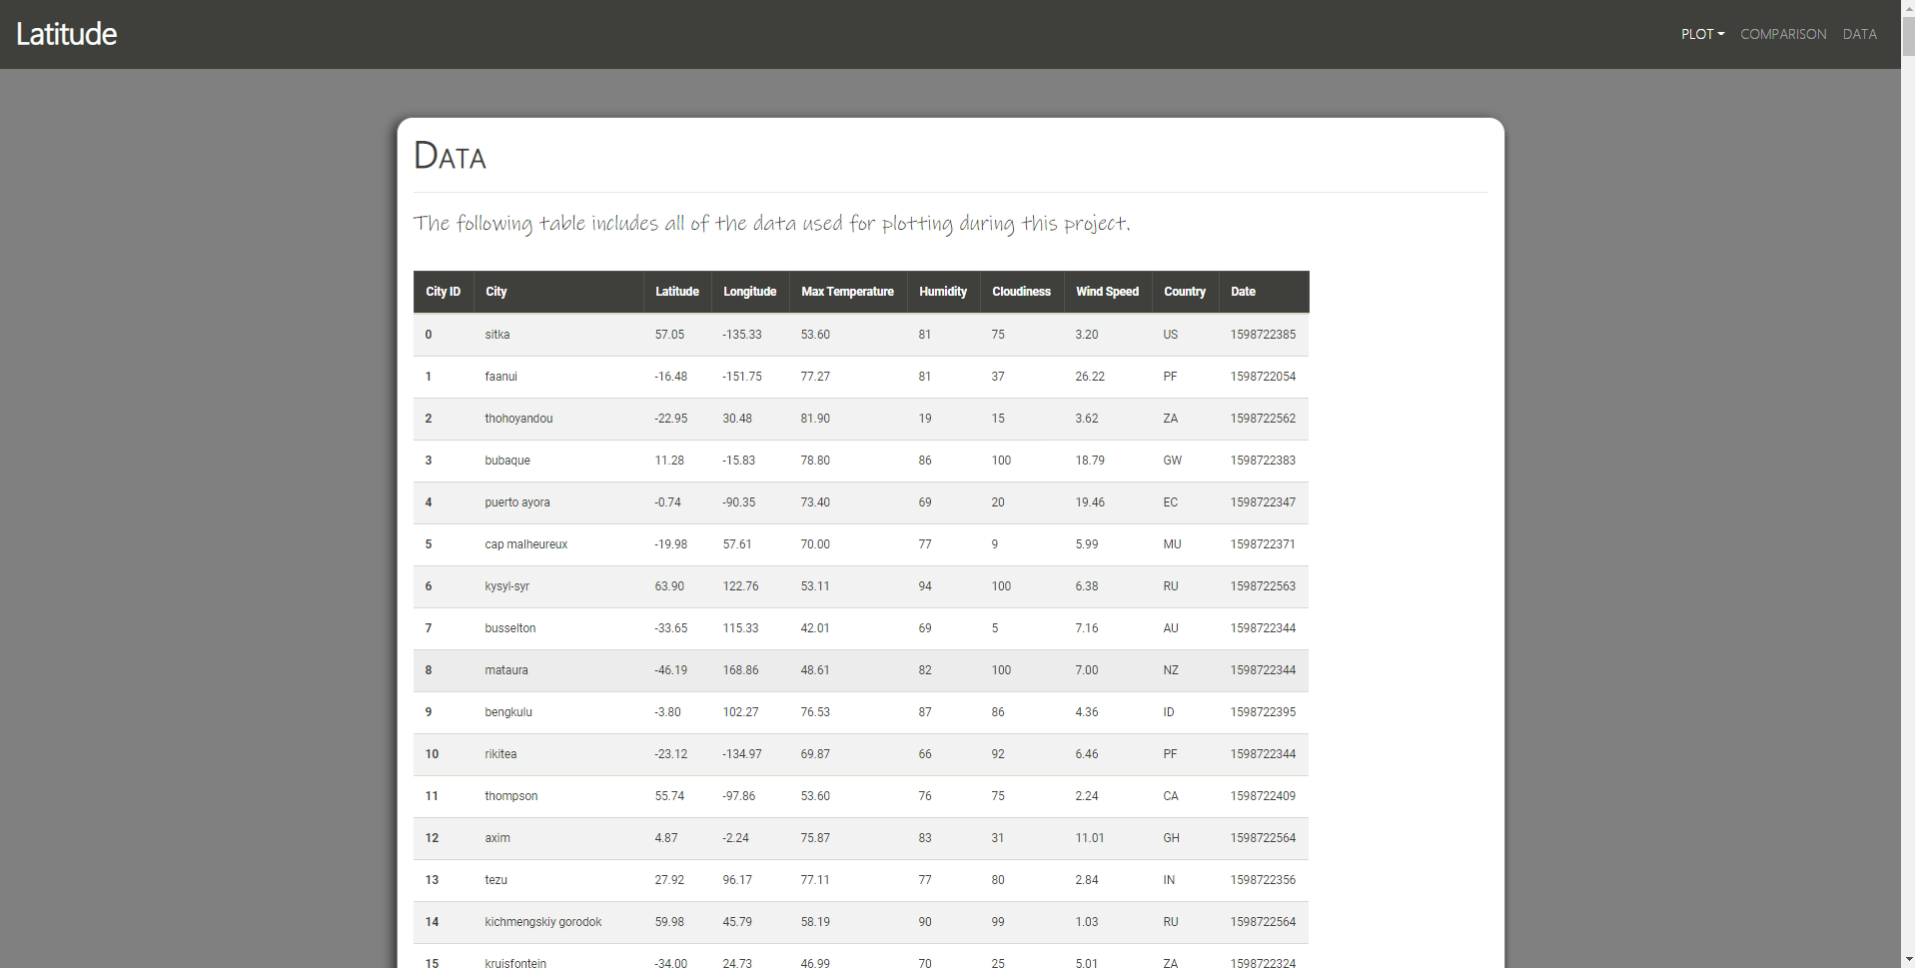 Latitude
PLOT COMPARISON DATA
Data
The following table includes all of the data used for plotting during this project.
City ID City Latitude Longitude Max Temperature Humidity Cloudiness Wind Speed Country Date
0 sitka 57.05 -135.33 53.60 81 75 3.20 US 1598722385
1 faanui -16.48 -151.75 77.27 81 37 26.22 PF 1598722054
2 thohoyandou -22.95 30.48 81.90 19 15 3.62 ZA 1598722562
3 bubaque 11.28 -15.83 78.80 86 100 18.79 GW 1598722383
4 puerto ayora -0.74 -90.35 73.40 69 20 19.46 EC 1598722347
5 cap malheureux -19.98 57.61 70.00 77 9 5.99 MU 1598722371
6 kysyl-syr 63.90 122.76 53.11 94 100 6.38 RU 1598722563
7 busselton -33.65 115.33 42.01 69 5 7.16 AU 1598722344
8 mataura -46.19 168.86 48.61 82 100 7.00 NZ 1598722344
9 bengkulu -3.80 102.27 76.53 87 86 4.36 ID 1598722395
10 rikitea -23.12 -134.97 69.87 66 92 6.46 PF 1598722344
11 thompson 55.74 -97.86 53.60 76 75 2.24 CA 1598722409
12 axim 4.87 -2.24 75.87 83 31 11.01 GH 1598722564
13 tezu 27.92 96.17 77.11 77 80 2.84 IN 1598722356
14 kichmengskiy gorodok 59.98 45.79 58.19 90 99 1.03 RU 1598722564
15 kruisfontein -34.00 24.73 46.99 70 25 5.01 ZA 1598722324